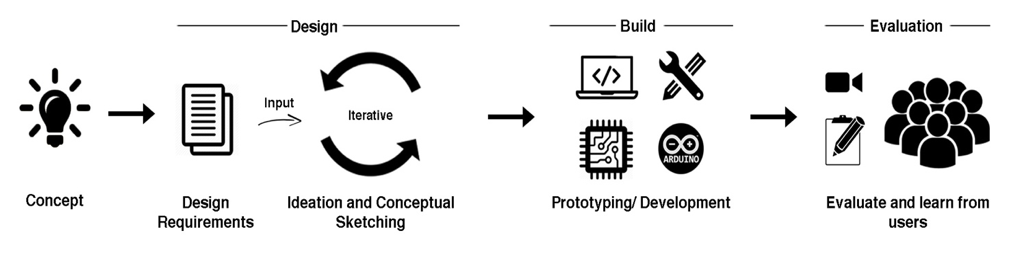 Design
Build
Evaluation
</>
Input
Iterative
ARDUINO
Concept
Design
Requirements
Ideation and Conceptual
Sketching
Prototyping/ Development
Evaluate and learn from
users